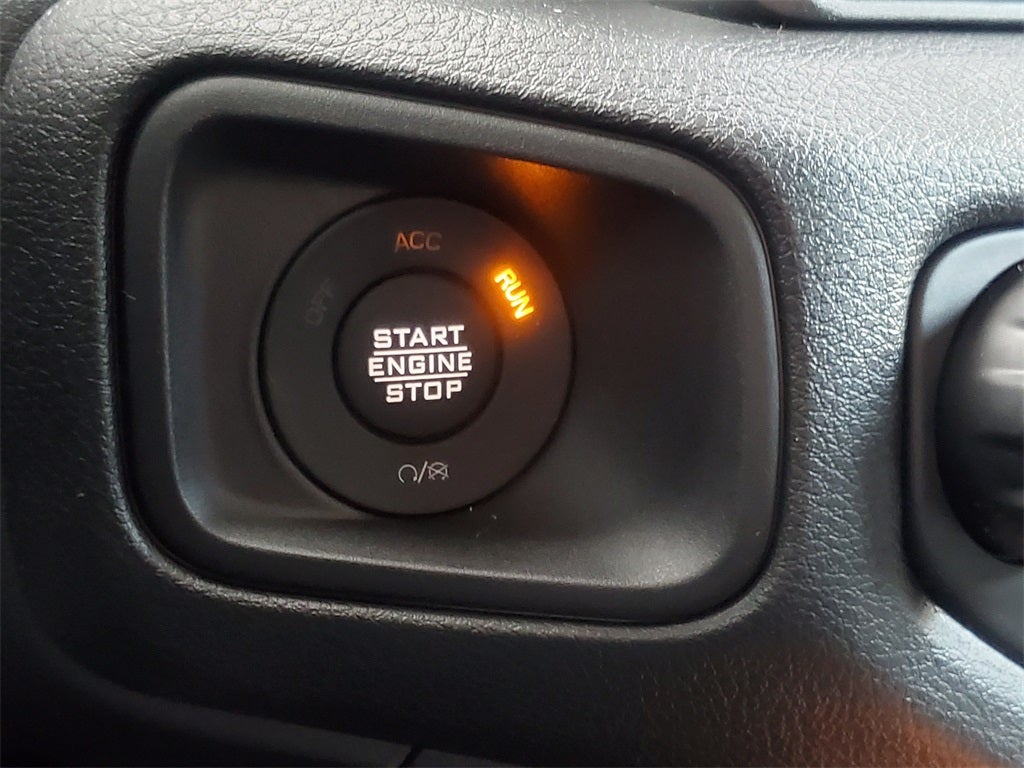 ACC
OFF
RUN
START
ENGINE
STOP